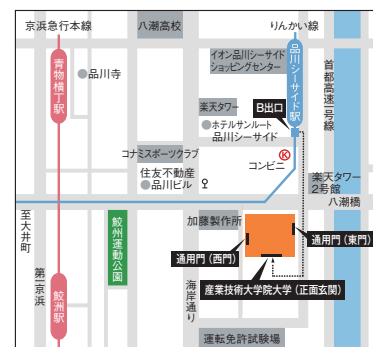 京浜急行本線
八潮高校
りんかい線
青物横丁駅
品川寺
イオン品川シーサイド
ショッピングセンター
品川シーサイド駅
首都高速一号線
楽天タワー
B出口
ホテルサンルート
品川シーサイド
コナミスポーツクラブ
K
コンビニ
住友不動産
品川ビル
楽天タワー
2号館
八潮橋
至大井町
鮫洲運動公園
加藤製作所
通用門（西門）
通用門（東門）
第一京浜
鮫洲駅
海岸通り
産業技術大学院大学（正面玄関）
運転免許試験場